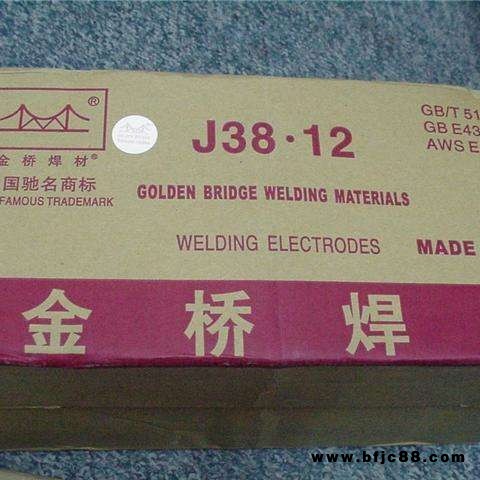 ®
金桥焊材®
国驰名商标
FAMOUS TRADEMARK
J38·12
GOLDEN BRIDGE WELDING MATERIALS
WELDING ELECTRODES
MADE
GB/T 51
GB E43
AWS E
金桥焊
www.bfjc88.com